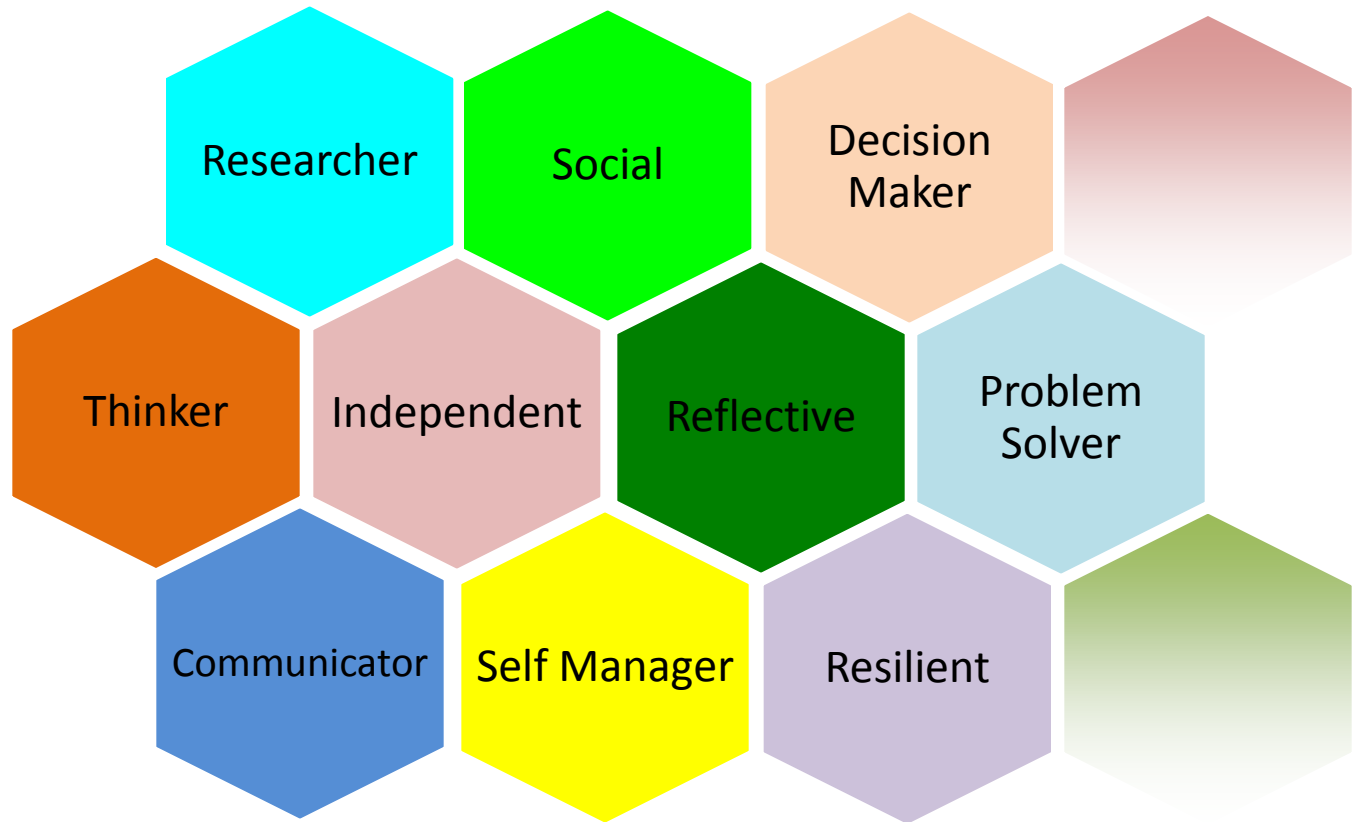 Researcher
Social
Decision
Maker
Thinker
Independent
Reflective
Problem
Solver
Communicator
Self Manager
Resilient